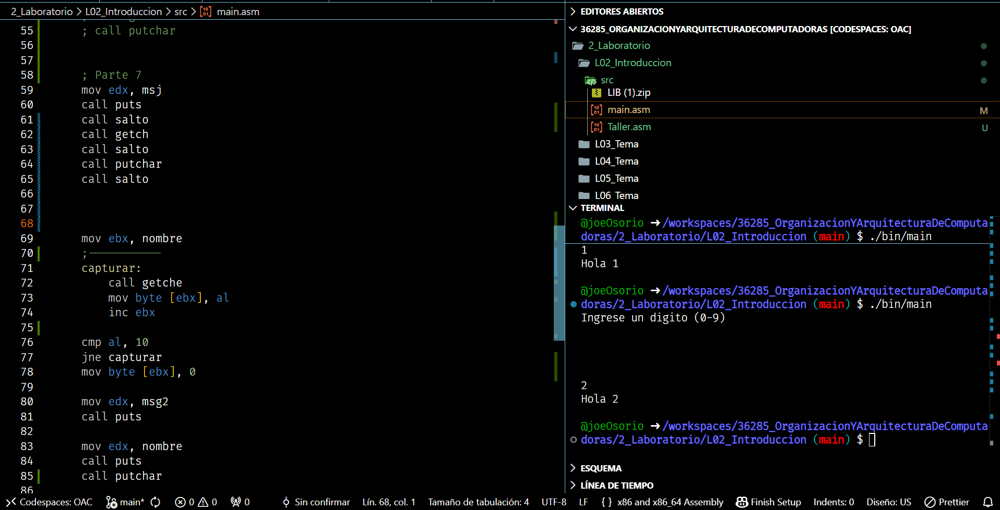 2_Laboratorio > L02_Introduccion > src > main.asm
55 ; call putchar
56
57
58 ; Parte 7
59 mov edx, msj
60 call puts
61 call salto
62 call getch
63 call salto
64 call putchar
65 call salto
66
67
68
69 mov ebx, nombre
70 ;———————————
71 capturar:
72 call getche
73 mov byte [ebx], al
74 inc ebx
75
76 cmp al, 10
77 jne capturar
78 mov byte [ebx], 0
79
80 mov edx, msg2
81 call puts
82
83 mov edx, nombre
84 call puts
85 call putchar
86
EDITORES ABIERTOS
36285_ORGANIZACIONYARQUITECTURADECOMPUTADORAS [CODESPACES: OAC]
2_Laboratorio
L02_Introduccion
src
LIB (1).zip
main.asm M
Taller.asm U
L03_Tema
L04_Tema
L05_Tema
L06_Tema
TERMINAL
@joeOsorio ➜ /workspaces/36285_OrganizacionYArquitecturaDeComputa
doras/2_Laboratorio/L02_Introduccion (main) $ ./bin/main
1
Hola 1
@joeOsorio ➜ /workspaces/36285_OrganizacionYArquitecturaDeComputa
doras/2_Laboratorio/L02_Introduccion (main) $ ./bin/main
Ingrese un digito (0-9)
2
Hola 2
@joeOsorio ➜ /workspaces/36285_OrganizacionYArquitecturaDeComputa
doras/2_Laboratorio/L02_Introduccion (main) $
ESQUEMA
LÍNEA DE TIEMPO
Codespaces: OAC main* 0 0 0 Sin confirmar Lín. 68, col. 1 Tamaño de tabulación: 4 UTF-8 LF { } x86 and x86_64 Assembly Finish Setup Indents: 0 Diseño: US Prettier